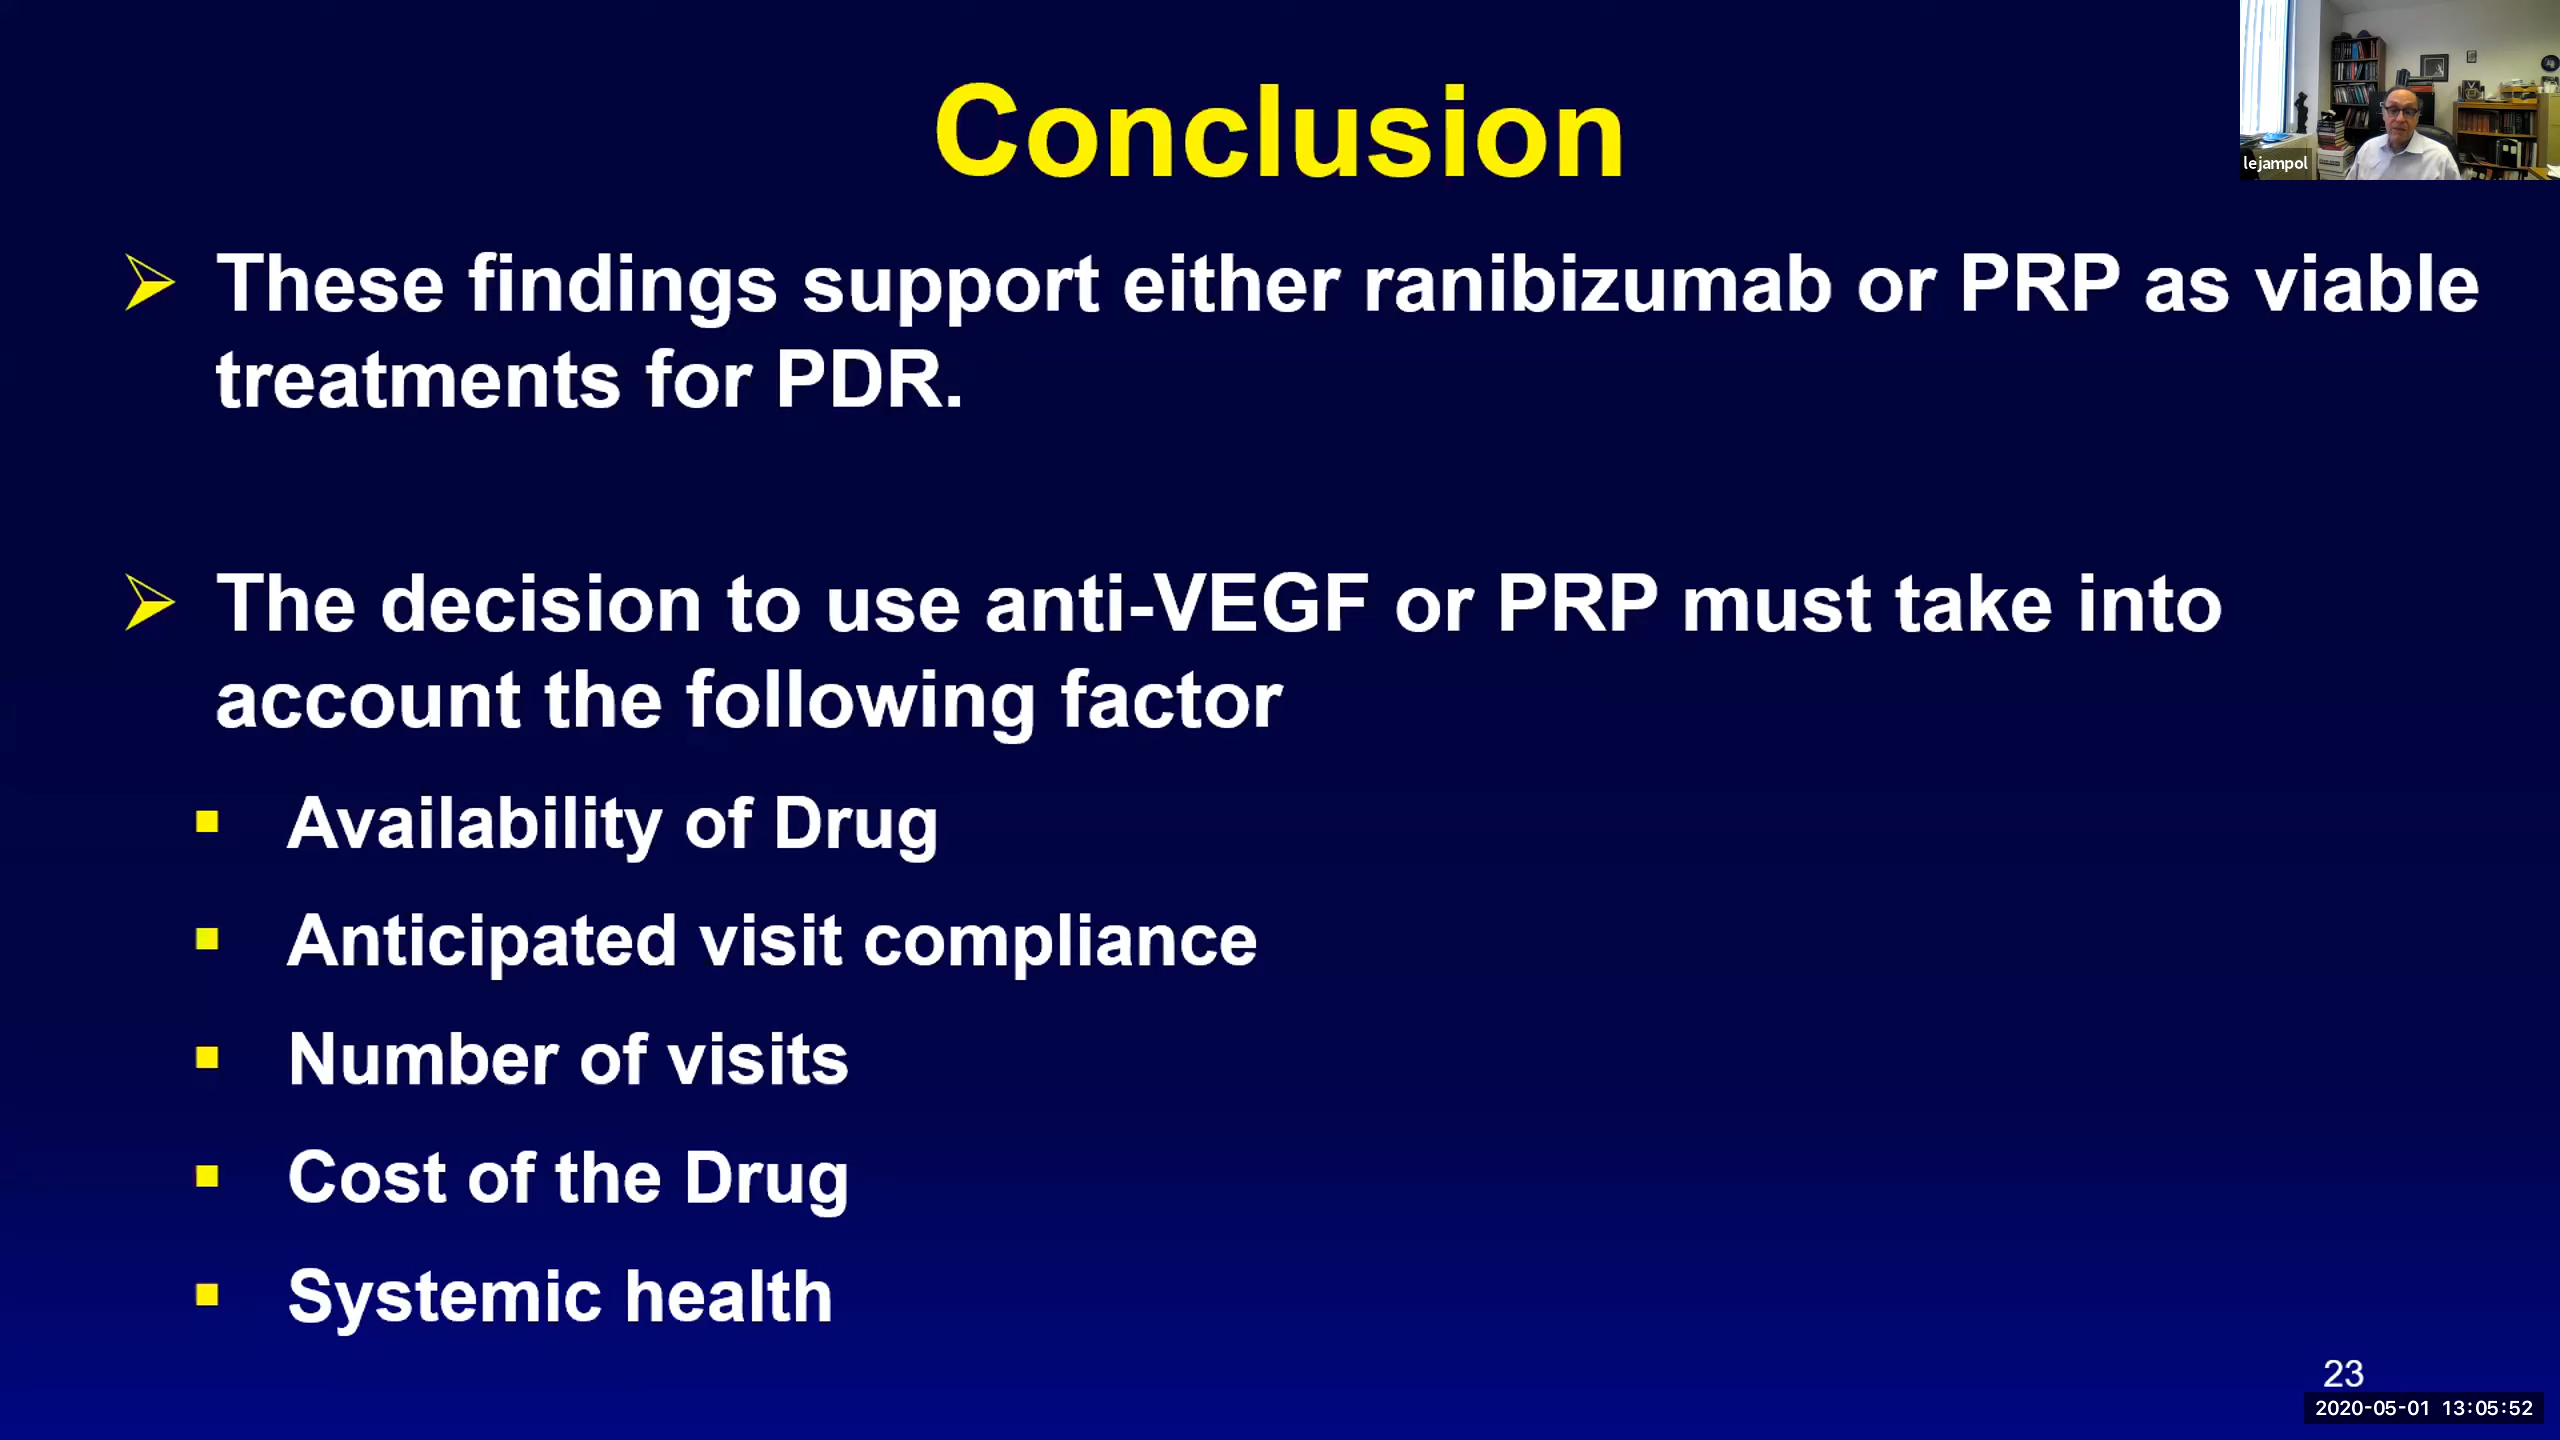 Conclusion
lejampol
These findings support either ranibizumab or PRP as viable
treatments for PDR.
The decision to use anti-VEGF or PRP must take into
account the following factor
Availability of Drug
Anticipated visit compliance
Number of visits
Cost of the Drug
Systemic health
23
2020-05-01 13:05:52